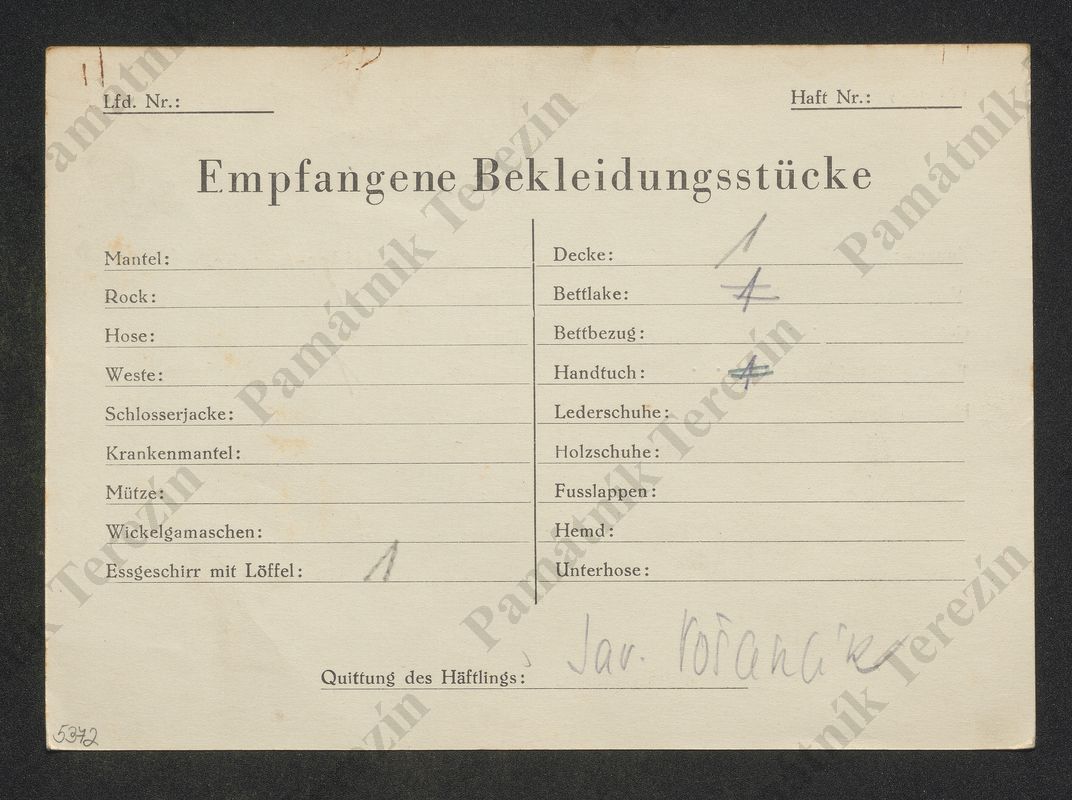 Lfd. Nr.:
Haft Nr.:
Empfangene Bekleidungsstücke
Mantel:
Rock:
Hose:
Weste:
Schlosserjacke:
Krankenmantel:
Mütze:
Wickelgamaschen:
Essgeschirr mit Löffel: 1
Decke: 1
Bettlake: 1
Bettbezug:
Handtuch: 1
Lederschuhe:
Holzschuhe:
Fusslappen:
Hemd:
Unterhose:
Quittung des Häftlings: Jar.
5372
Památník Terezín